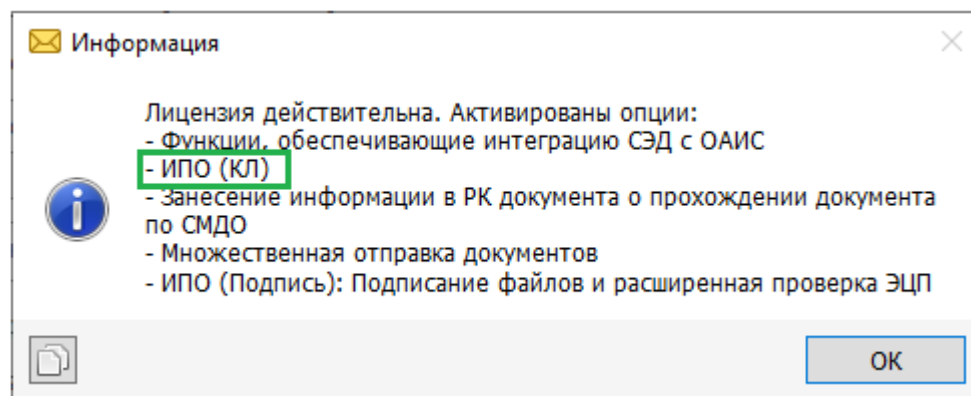 Информация
Лицензия действительна. Активированы опции:
- Функции, обеспечивающие интеграцию СЭД с ОАИС
- ИПО (КЛ)
- Занесение информации в РК документа о прохождении документа
по СМДО
- Множественная отправка документов
- ИПО (Подпись): Подписание файлов и расширенная проверка ЭЦП
ОК